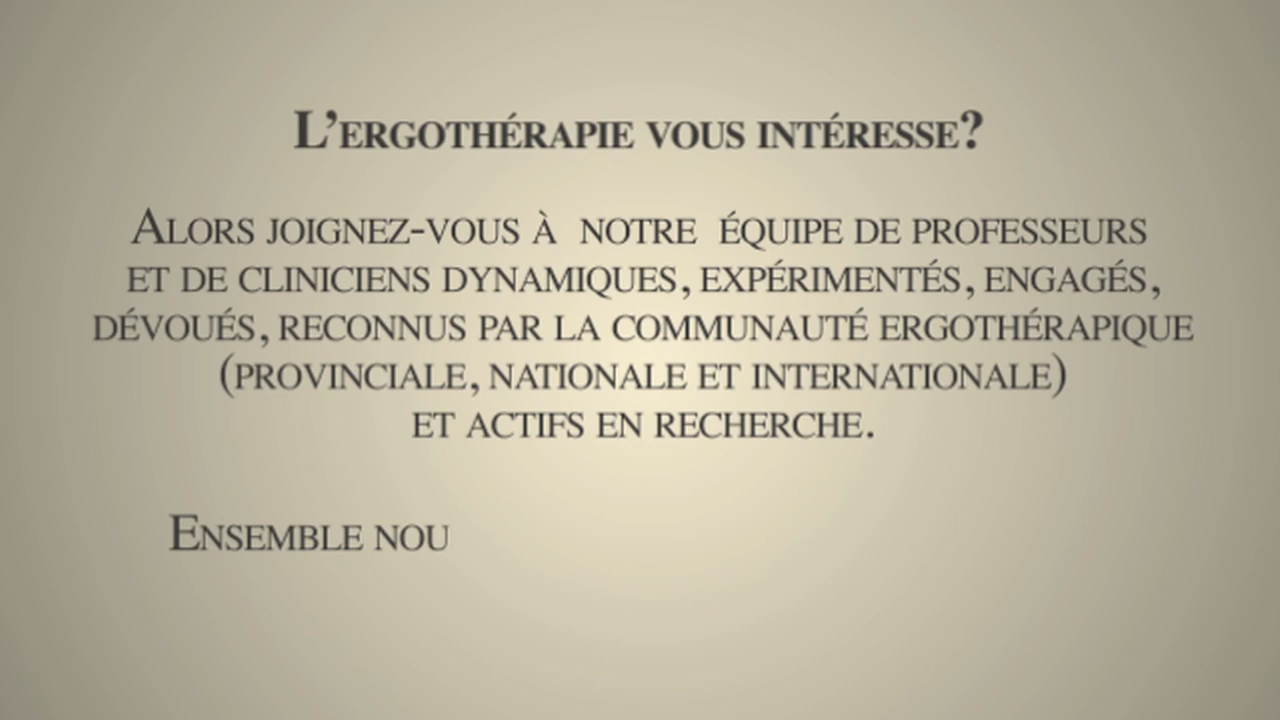 L'ergothérapie vous intéresse?
Alors joignez-vous à notre équipe de professeurs
et de cliniciens dynamiques, expérimentés, engagés,
dévoués, reconnus par la communauté ergothérapique
(provinciale, nationale et internationale)
et actifs en recherche.
Ensemble nou